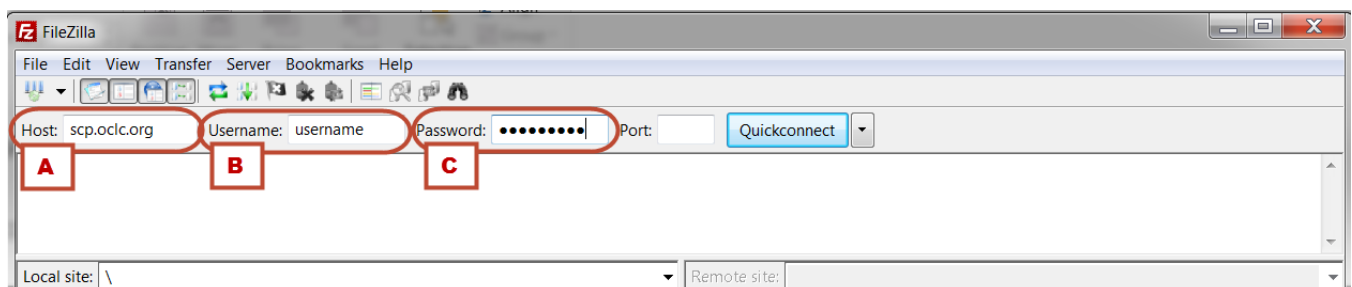 FileZilla
File Edit View Transfer Server Bookmarks Help
Host: scp.oclc.org Username: username Password: ●●●●●●●●● Port: Quickconnect
A B C
Local site: \ Remote site: